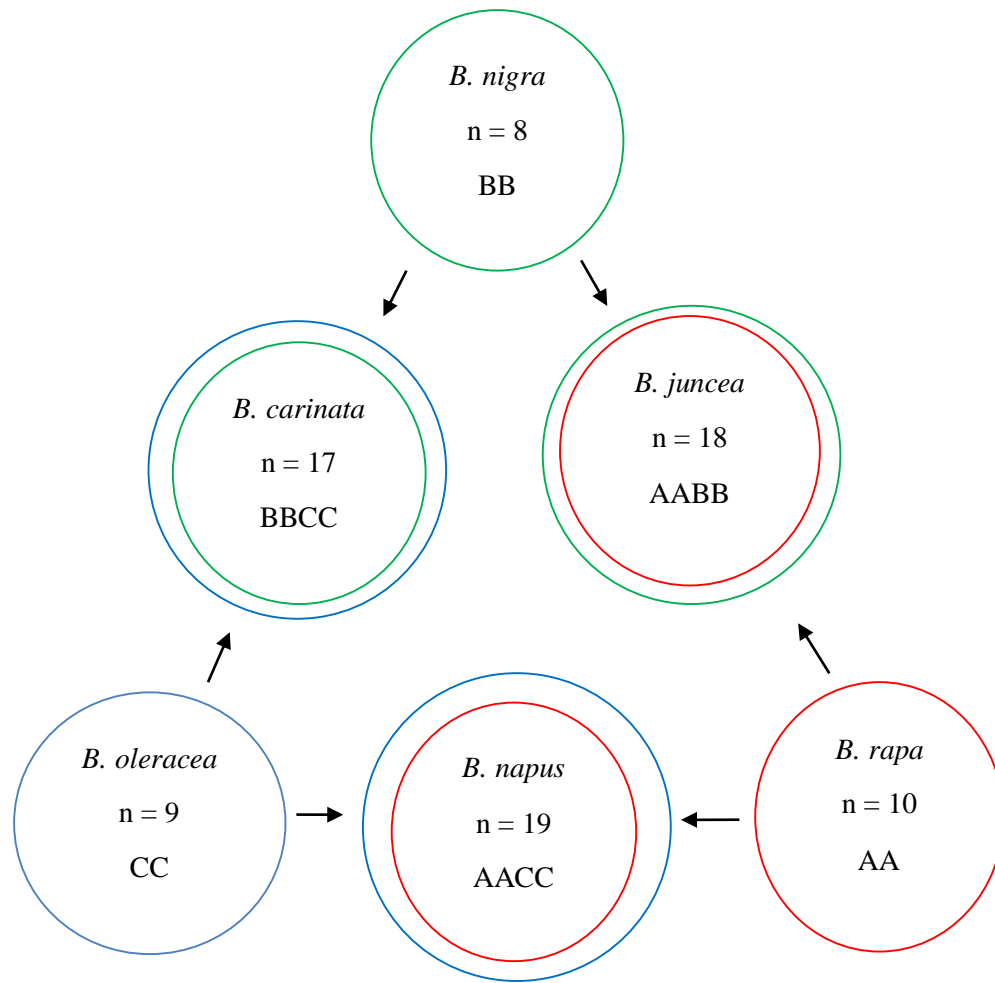 B. nigra
n = 8
BB
B. carinata
n = 17
BBCC
B. juncea
n = 18
AABB
B. oleracea
n = 9
CC
B. napus
n = 19
AACC
B. rapa
n = 10
AA